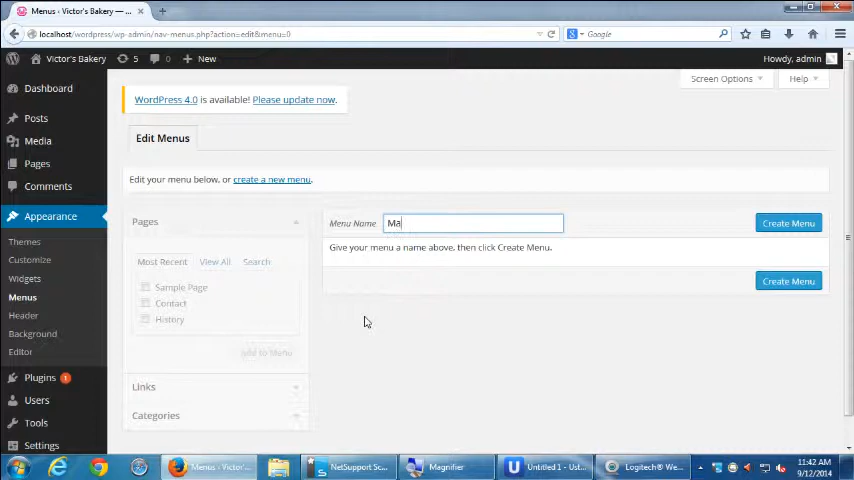 Menus ‹ Victor's Bakery — ...
localhost/wordpress/wp-admin/nav-menus.php?action=edit&menu=0
Google
Victor's Bakery
5
0
New
Howdy, admin
Screen Options
Help
Dashboard
Posts
Media
Pages
Comments
Appearance
Themes
Customize
Widgets
Menus
Header
Background
Editor
Plugins 1
Users
Tools
Settings
WordPress 4.0 is available! Please update now.
Edit Menus
Edit your menu below, or create a new menu.
Pages
Most Recent
View All
Search
Sample Page
Contact
History
Add to Menu
Links
Categories
Menu Name
Ma
Create Menu
Give your menu a name above, then click Create Menu.
Create Menu
Menus ‹ Victor'...
NetSupport Sc...
Magnifier
Untitled 1 - Ust...
Logitech® We...
11:42 AM
9/12/2014